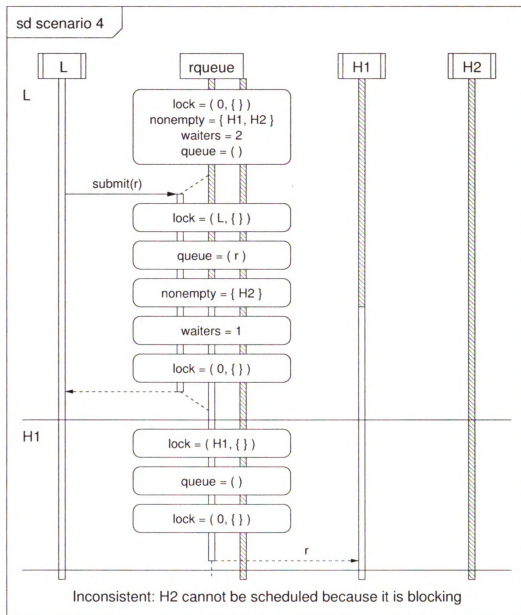 sd scenario 4
L
rqueue
H1
H2
L
lock = ( 0, { } )
nonempty = { H1, H2 }
waiters = 2
queue = ( )
submit(r)
lock = ( L, { } )
queue = ( r )
nonempty = { H2 }
waiters = 1
lock = ( 0, { } )
H1
lock = ( H1, { } )
queue = ( )
lock = ( 0, { } )
r
Inconsistent: H2 cannot be scheduled because it is blocking